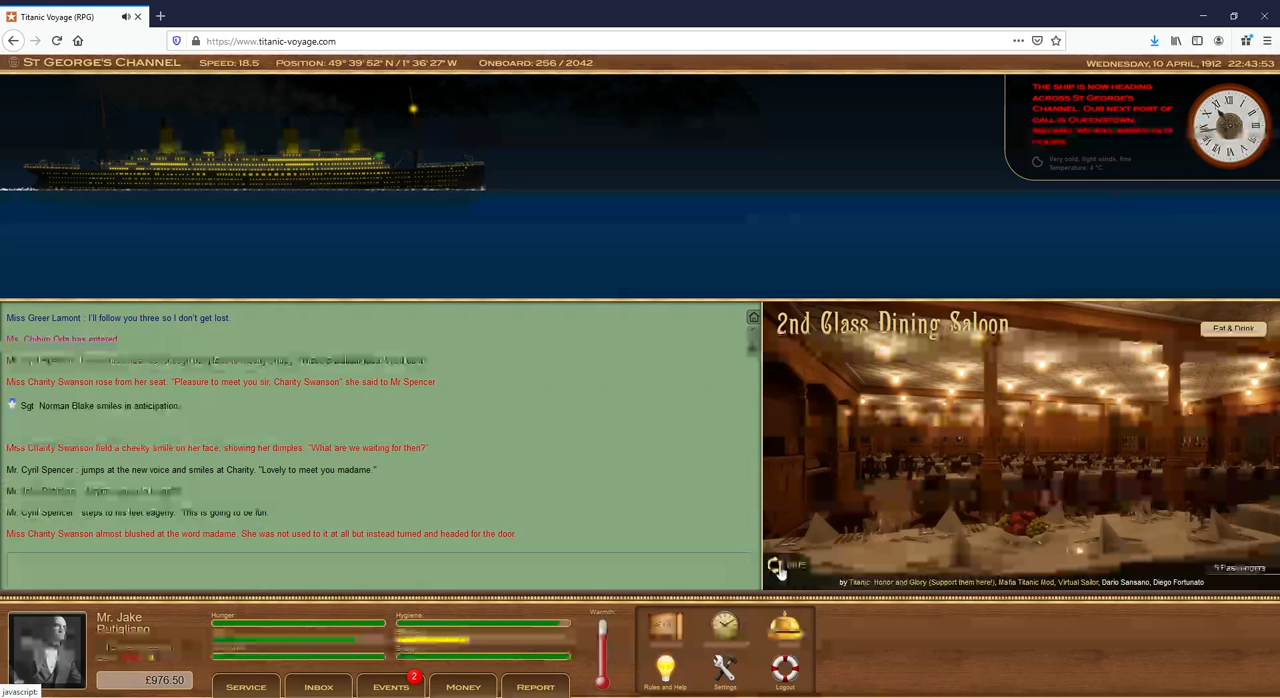 Titanic Voyage (RPG)
https://www.titanic-voyage.com
St George's Channel
Speed: 18.5
Position: 49° 39' 52" N / 1° 36' 27" W
Onboard: 256 / 2042
Wednesday, 10 April, 1912 22:43:53
The ship is now heading
across St George's
Channel. Our next port of
call is Queenstown,
Very cold, light winds, fine
Temperature: 4 °C
Miss Greer Lamont : I'll follow you three so I don't get lost.
has entered
Miss Charity Swanson rose from her seat. "Pleasure to meet you sir, Charity Swanson" she said to Mr Spencer
Sgt. Norman Blake smiles in anticipation.
Miss Charity Swanson held a cheeky smile on her face, showing her dimples. "What are we waiting for then?"
Mr. Cyril Spencer : jumps at the new voice and smiles at Charity. "Lovely to meet you madame."
Mr.
Mr. Cyril Spencer : steps to his feet eagerly. "This is going to be fun.
Miss Charity Swanson almost blushed at the word madame. She was not used to it at all but instead turned and headed for the door.
2nd Class Dining Saloon
Eat & Drink
5 Passengers
by Titanic: Honor and Glory (Support them here!), Mafia Titanic Mod, Virtual Sailor, Dario Sansano, Diego Fortunato
Mr. Jake
£976.50
Hunger:
Hygiene:
Warmth:
Service
Inbox
Events
2
Money
Report
Rules and Help
Settings
Logout
javascript: